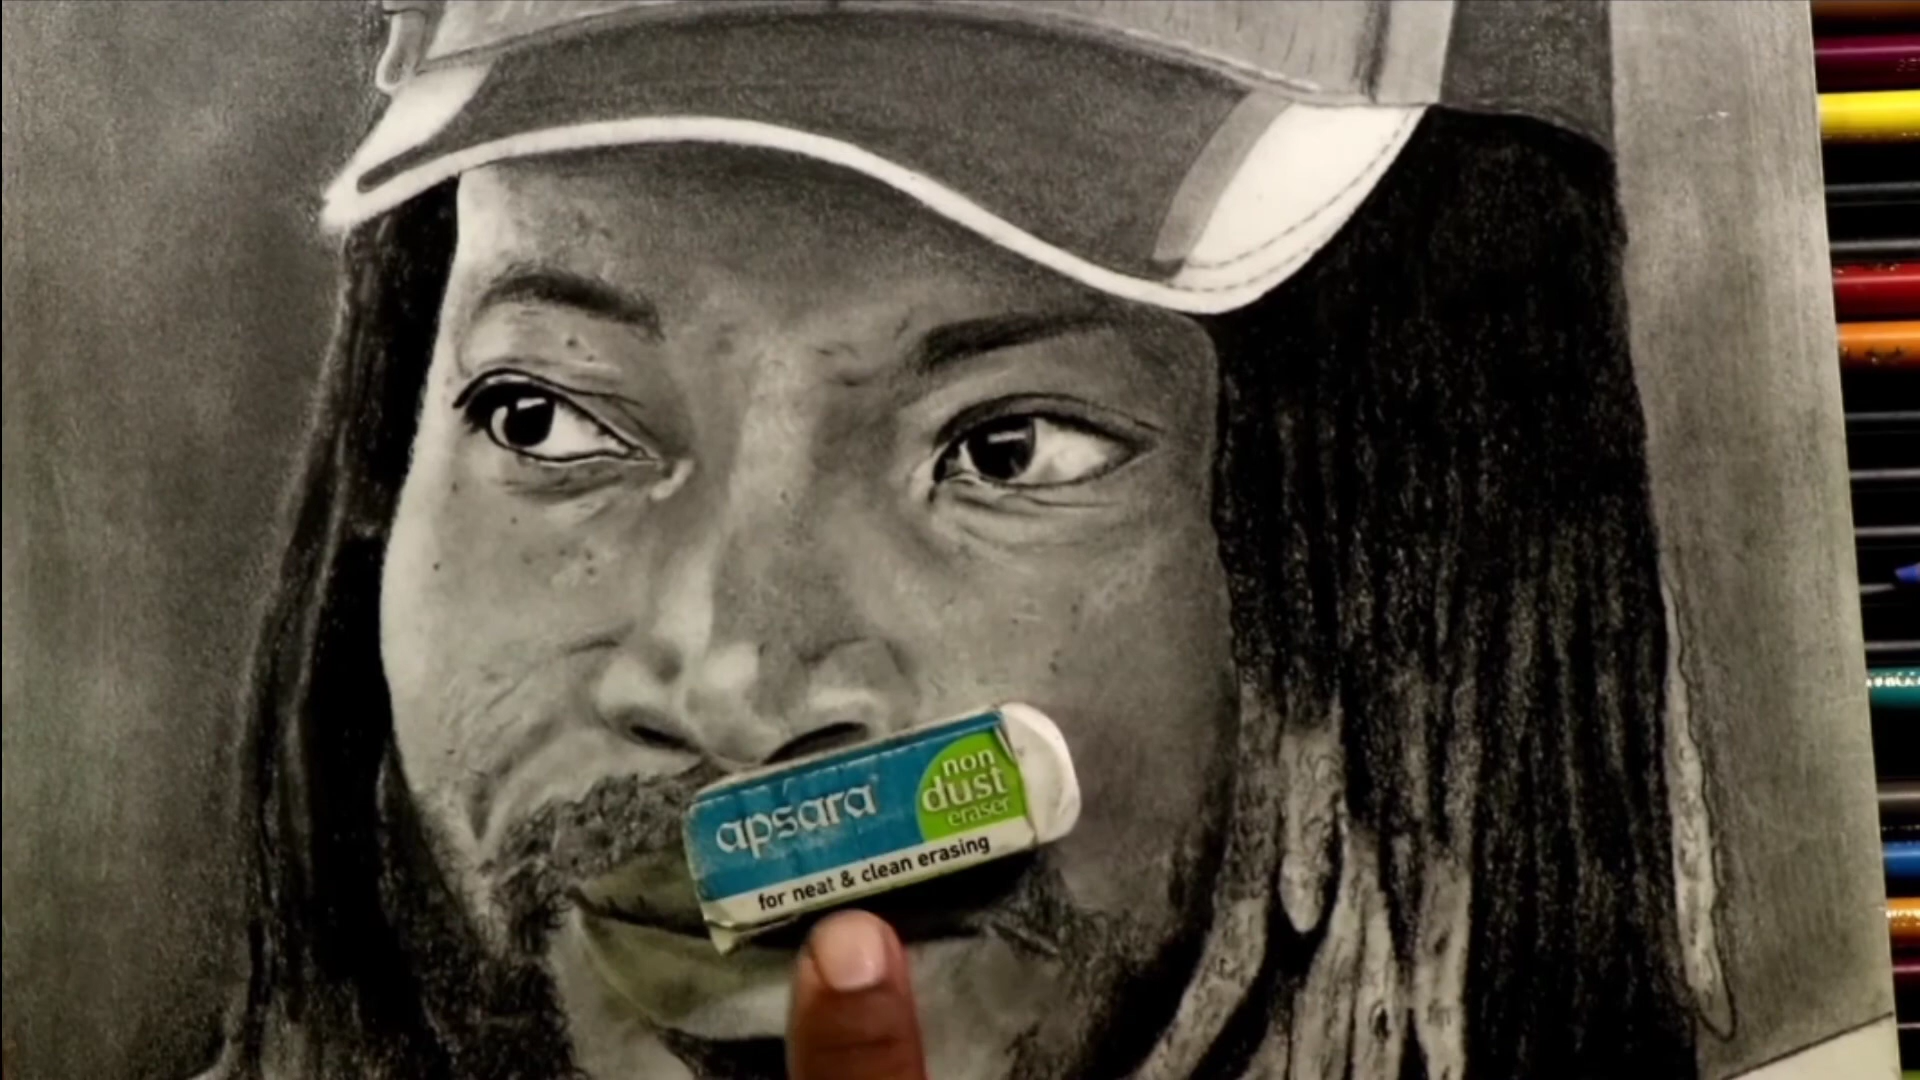 apsara
non
dust
eraser
for neat & clean erasing